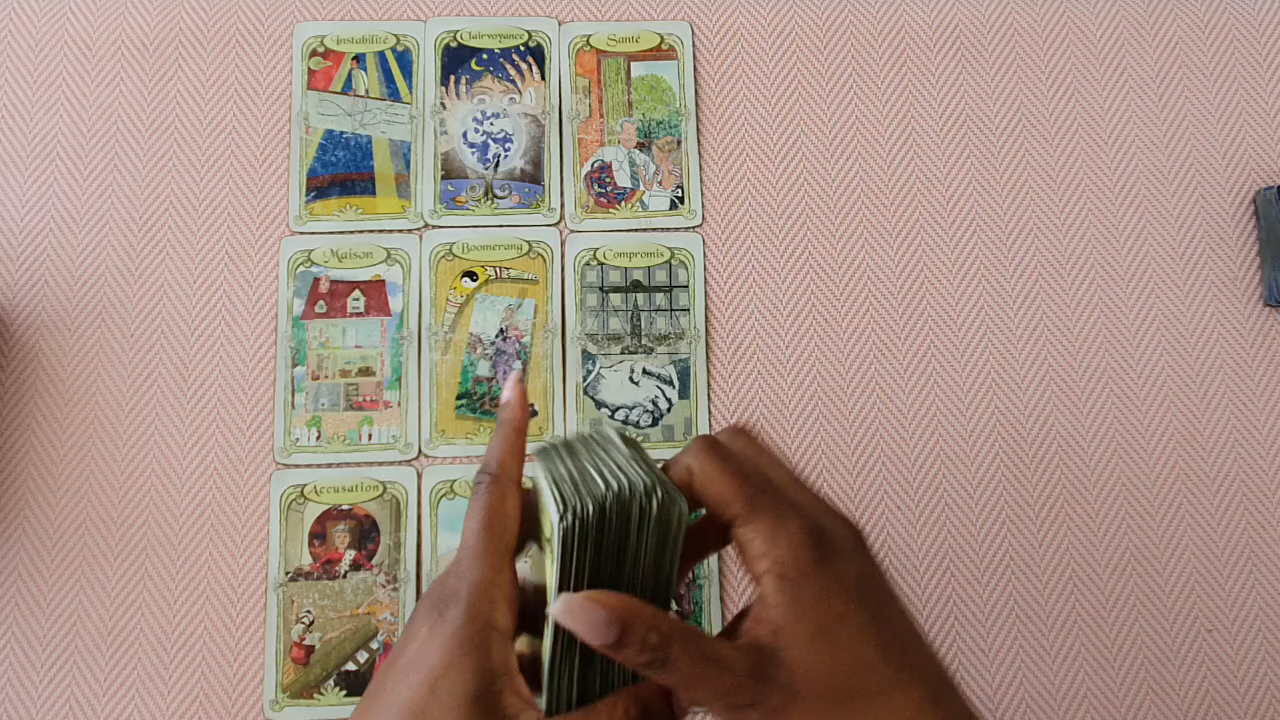 Instabilité
Clairvoyance
Santé
Maison
Boomerang
Compromis
Accusation